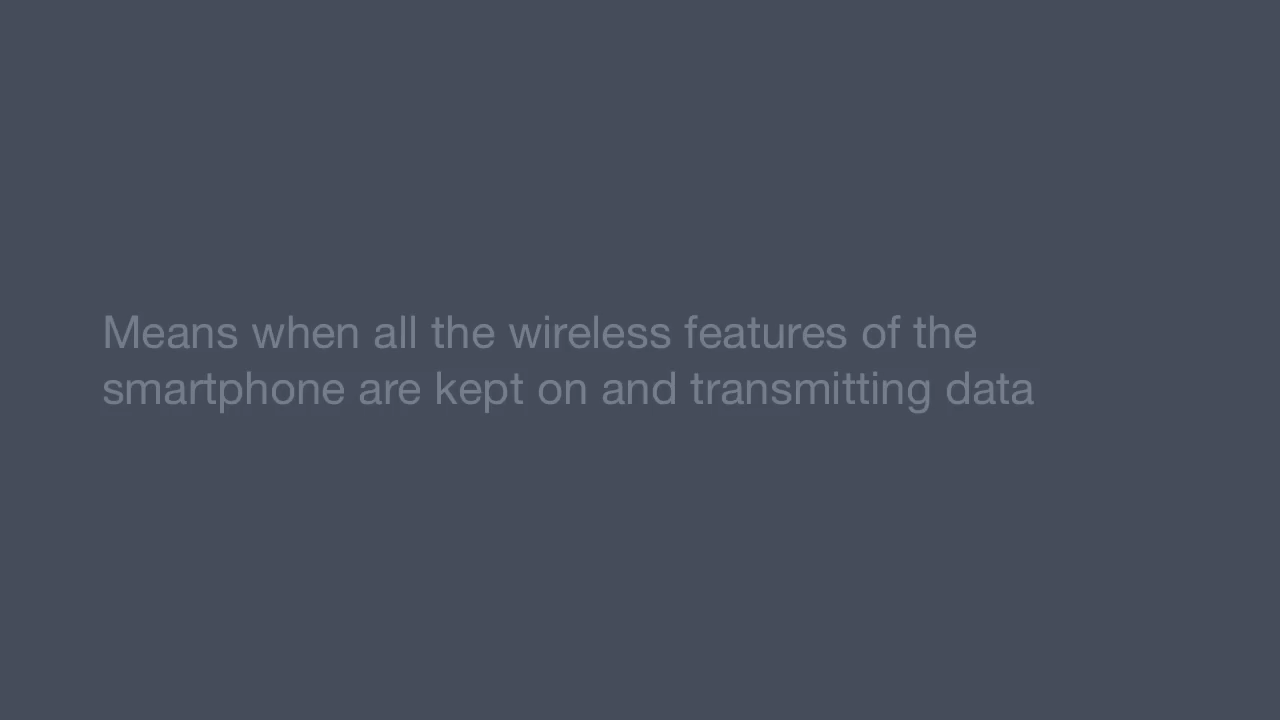 Means when all the wireless features of the
smartphone are kept on and transmitting data